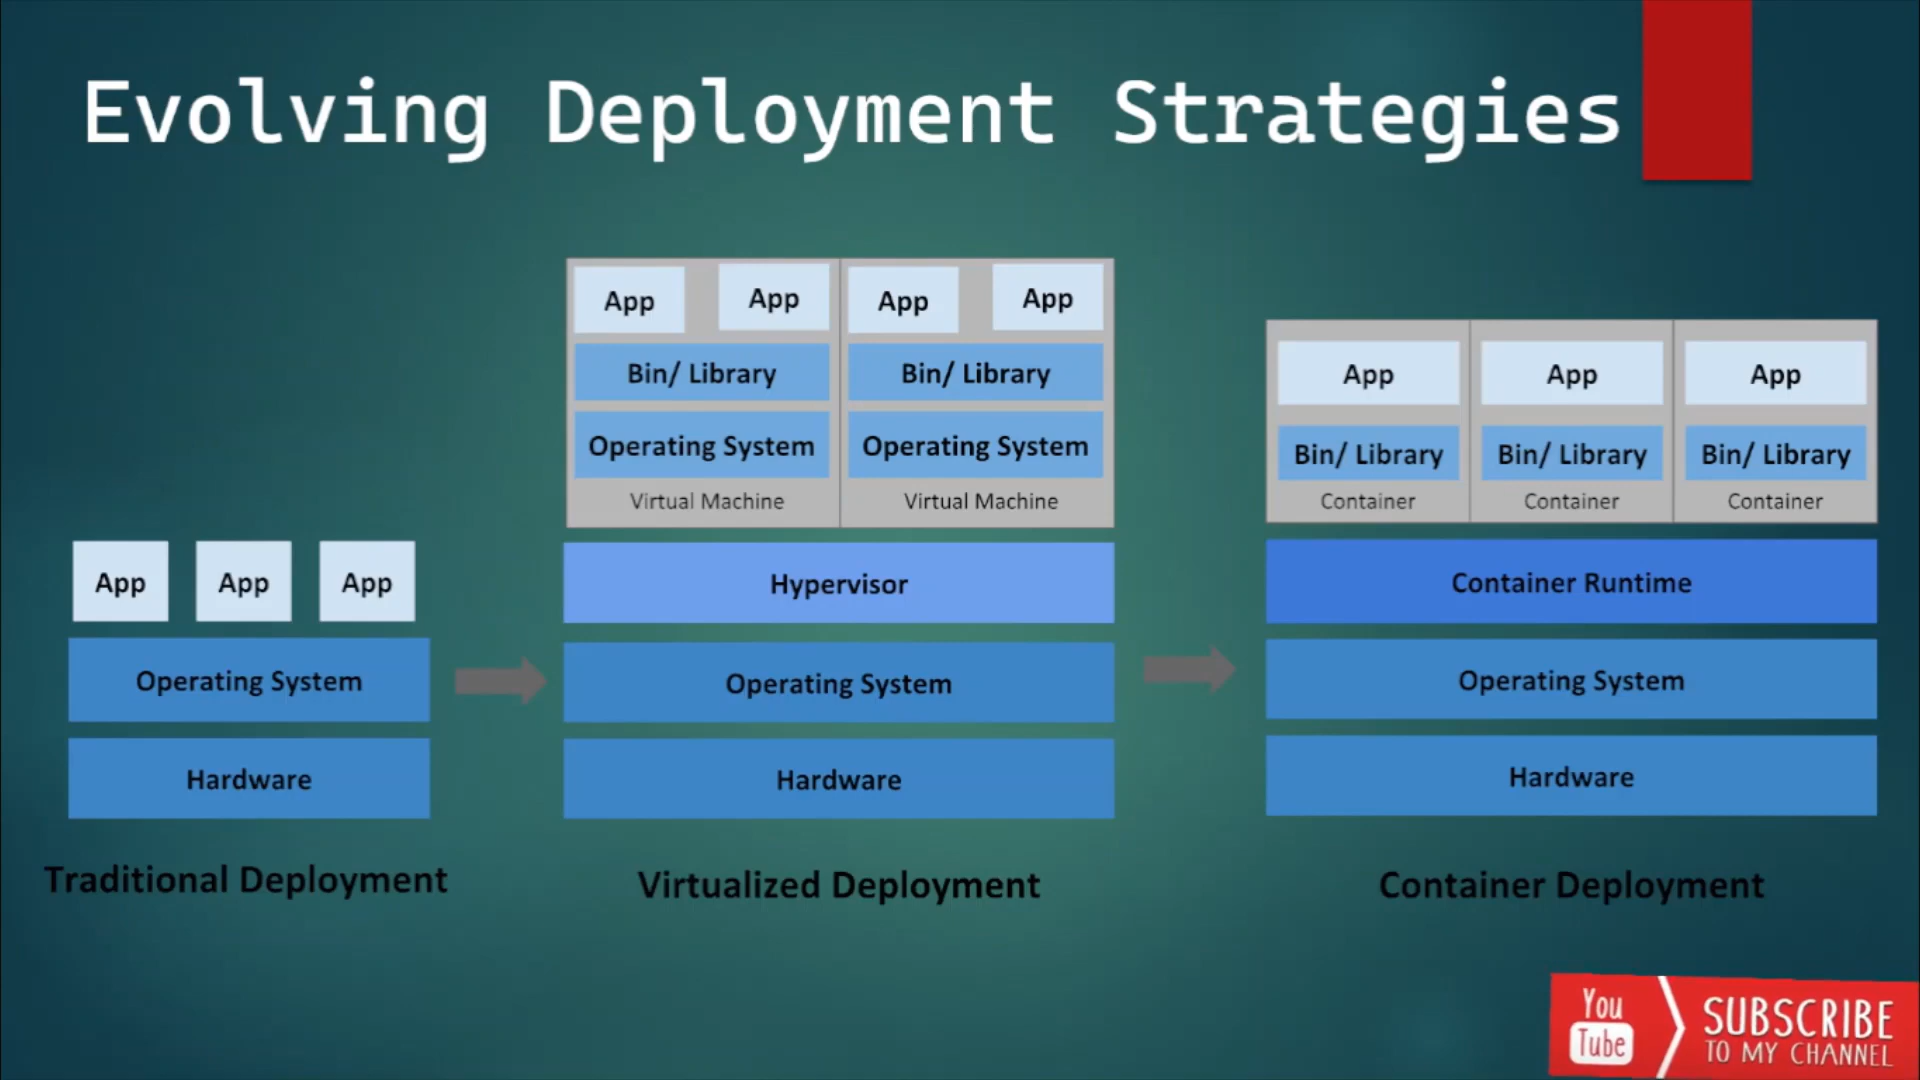 Evolving Deployment Strategies
App App App
Operating System
Hardware
Traditional Deployment
App App App App
Bin/ Library Bin/ Library
Operating System Operating System
Virtual Machine Virtual Machine
Hypervisor
Operating System
Hardware
Virtualized Deployment
App App App
Bin/ Library Bin/ Library Bin/ Library
Container Container Container
Container Runtime
Operating System
Hardware
Container Deployment
You
Tube
SUBSCRIBE
TO MY CHANNEL